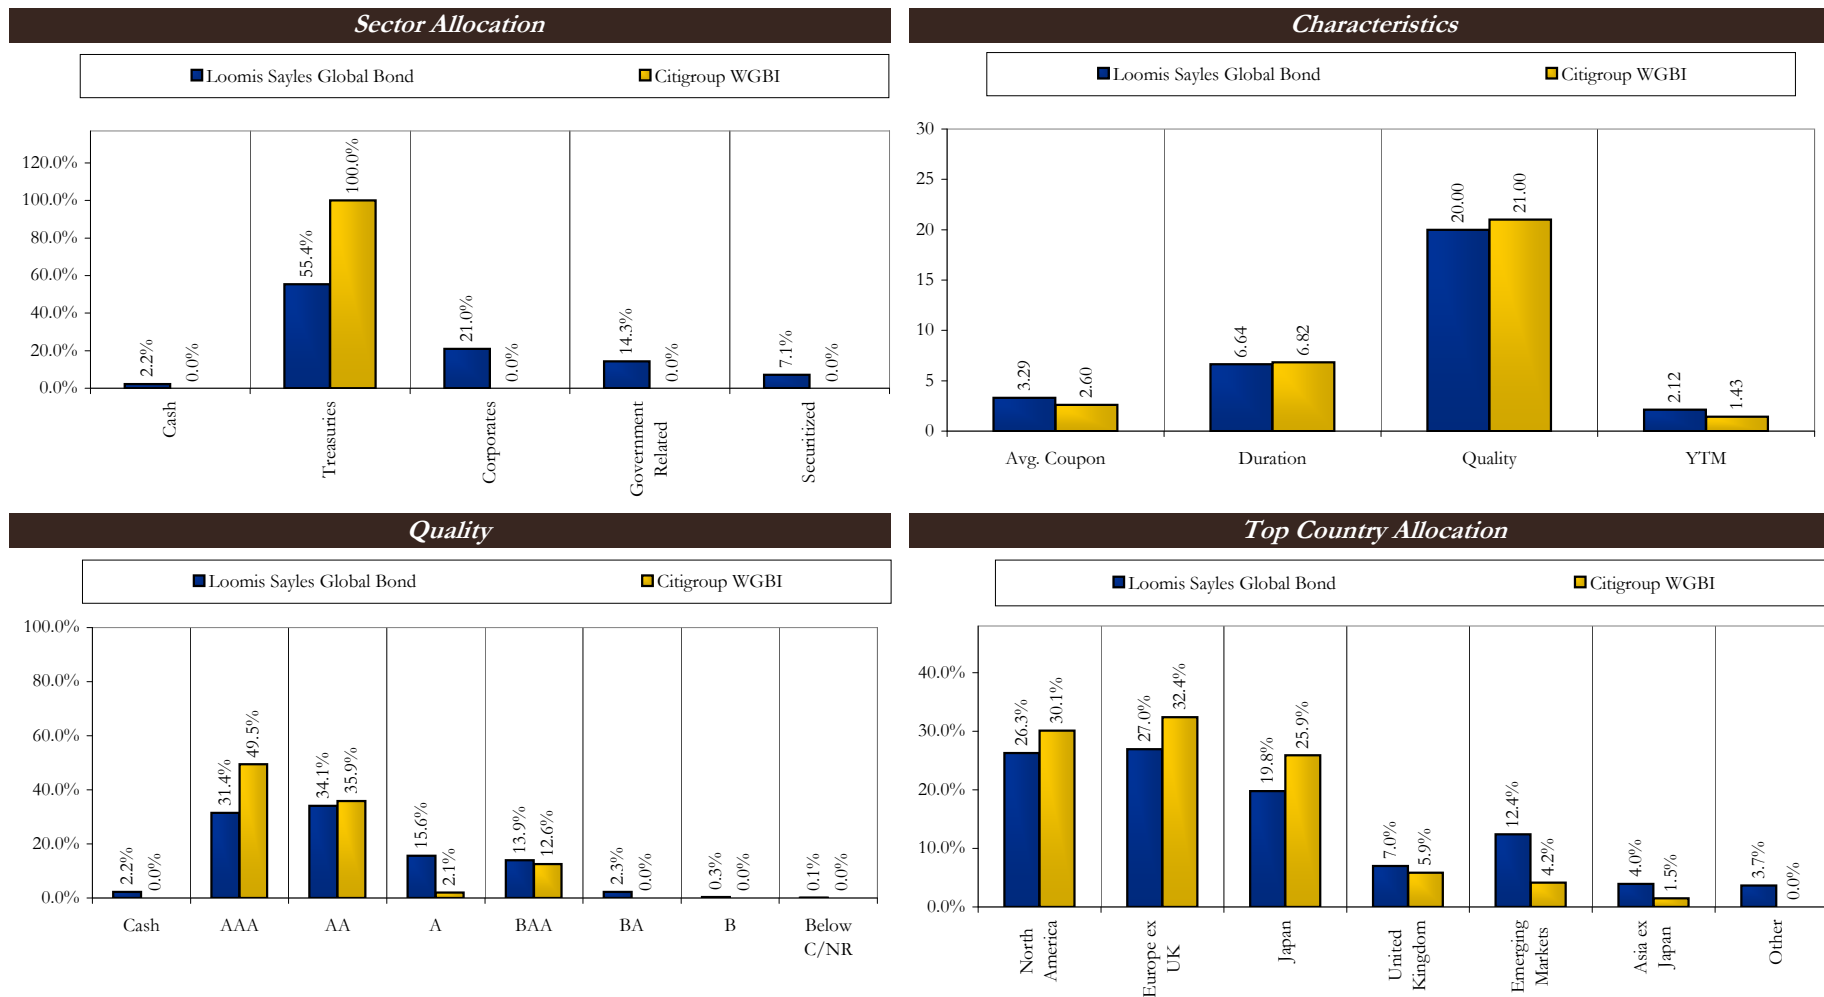 Sector Allocation
Loomis Sayles Global Bond
Citigroup WGBI
120.0%
100.0%
80.0%
60.0%
40.0%
20.0%
0.0%
2.2%
0.0%
55.4%
100.0%
21.0%
0.0%
14.3%
0.0%
7.1%
0.0%
Cash
Treasuries
Corporates
Government
Related
Securitized
Characteristics
Loomis Sayles Global Bond
Citigroup WGBI
30
25
20
15
10
5
0
3.29
2.60
6.64
6.82
20.00
21.00
2.12
1.43
Avg. Coupon
Duration
Quality
YTM
Quality
Loomis Sayles Global Bond
Citigroup WGBI
100.0%
80.0%
60.0%
40.0%
20.0%
0.0%
2.2%
0.0%
31.4%
49.5%
34.1%
35.9%
15.6%
2.1%
13.9%
12.6%
2.3%
0.0%
0.3%
0.0%
0.1%
0.0%
Cash
AAA
AA
A
BAA
BA
B
Below
C/NR
Top Country Allocation
Loomis Sayles Global Bond
Citigroup WGBI
40.0%
30.0%
20.0%
10.0%
0.0%
26.3%
30.1%
27.0%
32.4%
19.8%
25.9%
7.0%
5.9%
12.4%
4.2%
4.0%
1.5%
3.7%
0.0%
North
America
Europe ex
UK
Japan
United
Kingdom
Emerging
Markets
Asia ex
Japan
Other